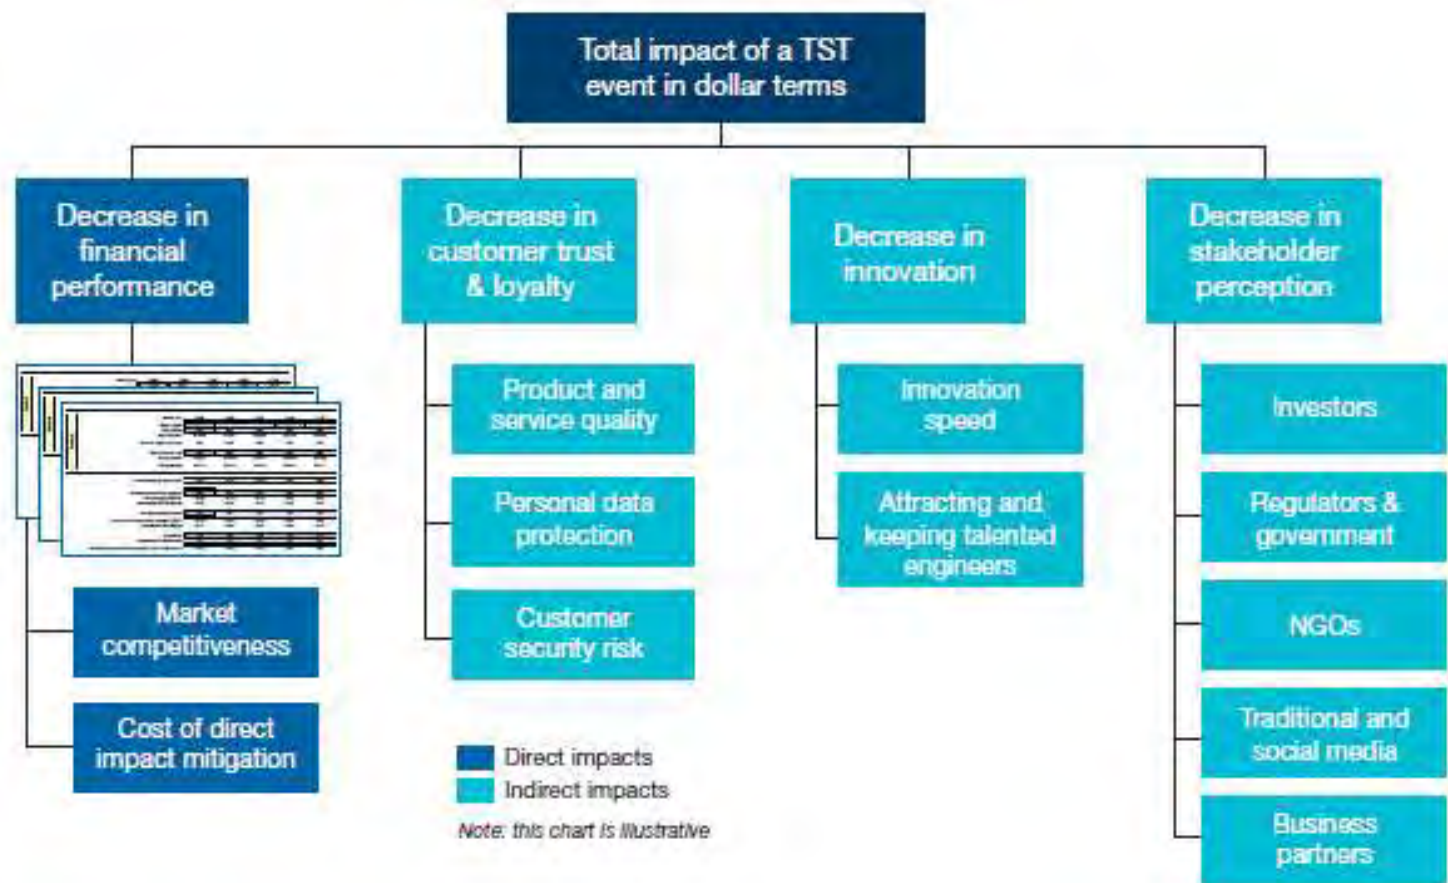 Total impact of a TST
event in dollar terms
Decrease in
financial
performance
Decrease in
customer trust
& loyalty
Decrease in
innovation
Decrease in
stakeholder
perception
Market
competitiveness
Cost of direct
impact mitigation
Product and
service quality
Personal data
protection
Customer
security risk
Innovation
speed
Attracting and
keeping talented
engineers
Investors
Regulators &
government
NGOs
Traditional and
social media
Business
partners
Direct impacts
Indirect impacts
Note: this chart is illustrative